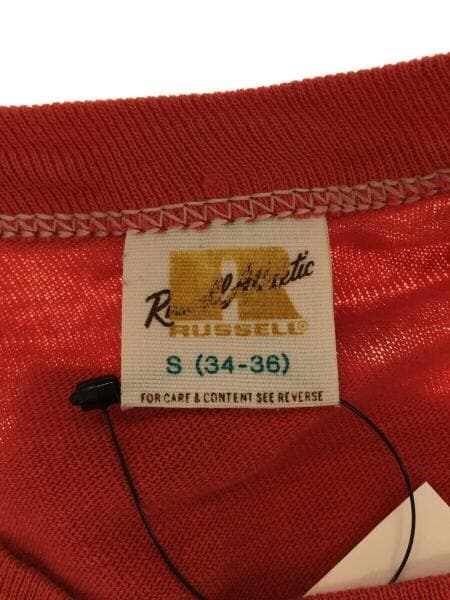 Russell Athletic
RUSSELL®
S (34-36)
FOR CARE & CONTENT SEE REVERSE